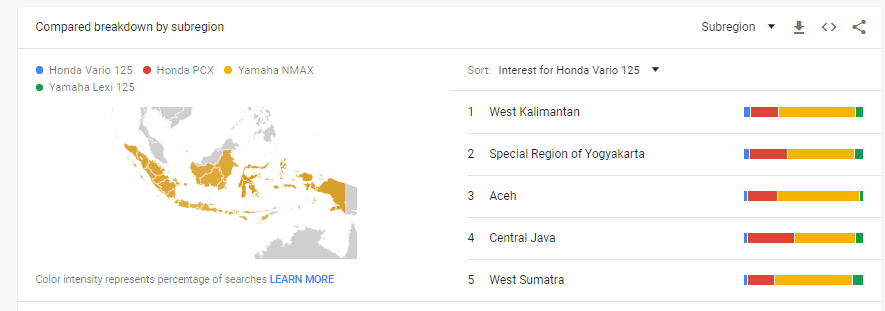 Compared breakdown by subregion
Subregion
Honda Vario 125 Honda PCX Yamaha NMAX
Yamaha Lexi 125
Color intensity represents percentage of searches LEARN MORE
Sort: Interest for Honda Vario 125
1 West Kalimantan
2 Special Region of Yogyakarta
3 Aceh
4 Central Java
5 West Sumatra